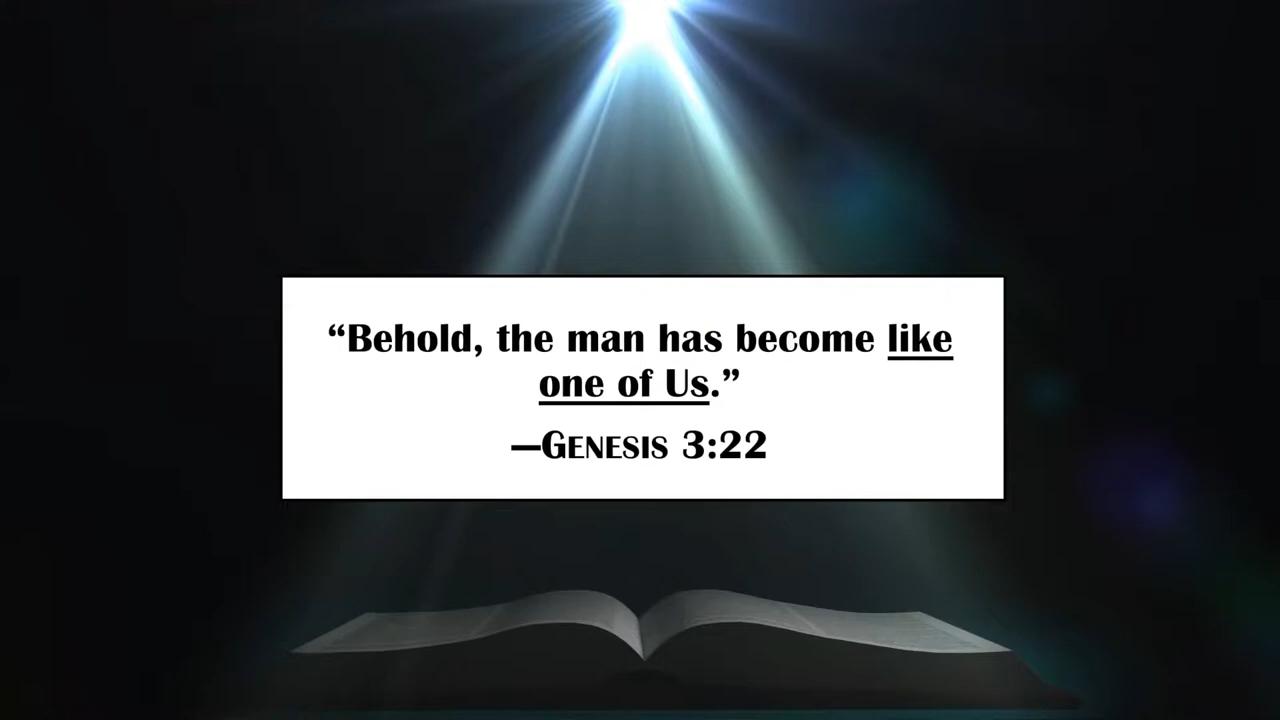 “Behold, the man has become like
one of Us.”
—GENESIS 3:22